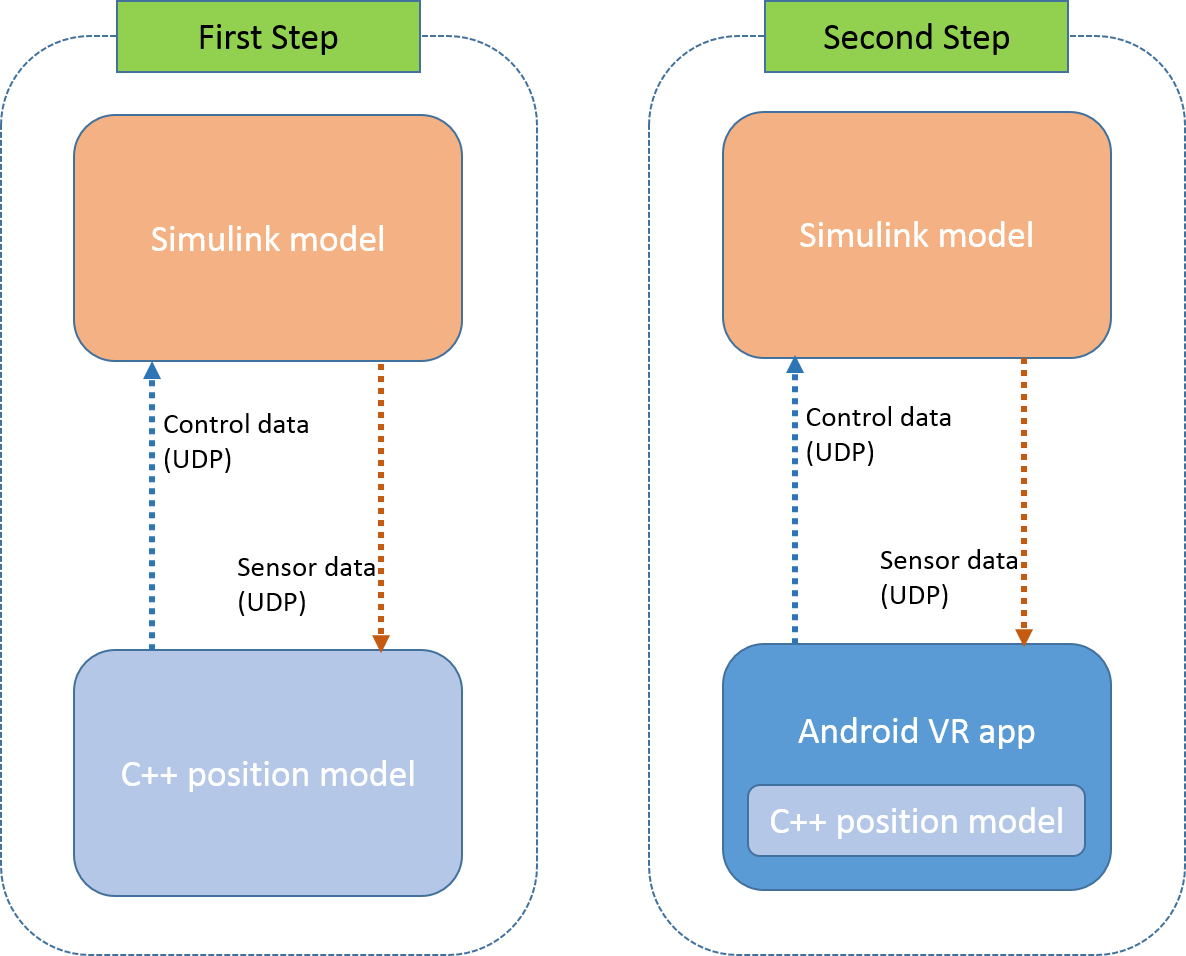 First Step
Simulink model
Control data
(UDP)
Sensor data
(UDP)
C++ position model
Second Step
Simulink model
Control data
(UDP)
Sensor data
(UDP)
Android VR app
C++ position model